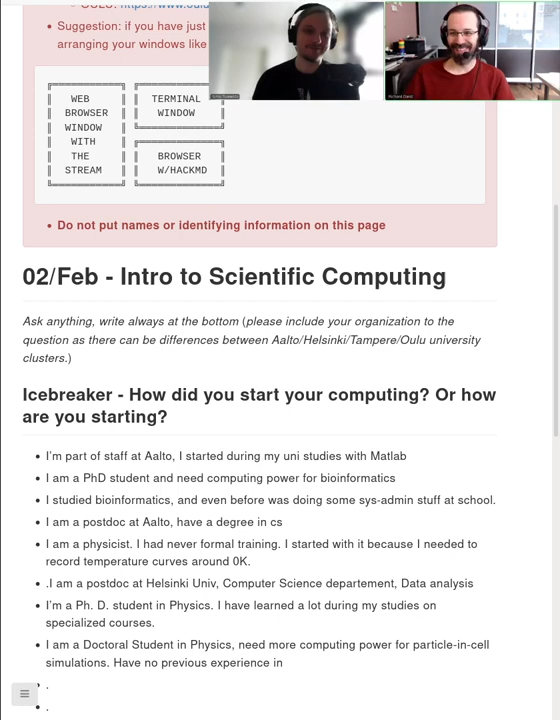 • Suggestion: if you have just
arranging your windows like
WEB
BROWSER
WINDOW
WITH
THE
STREAM
TERMINAL
WINDOW
BROWSER
W/HACKMD
• Do not put names or identifying information on this page
02/Feb - Intro to Scientific Computing
Ask anything, write always at the bottom (please include your organization to the
question as there can be differences between Aalto/Helsinki/Tampere/Oulu university
clusters.)
Icebreaker - How did you start your computing? Or how
are you starting?
• I'm part of staff at Aalto, I started during my uni studies with Matlab
• I am a PhD student and need computing power for bioinformatics
• I studied bioinformatics, and even before was doing some sys-admin stuff at school.
• I am a postdoc at Aalto, have a degree in cs
• I am a physicist. I had never formal training. I started with it because I needed to
record temperature curves around 0K.
• .I am a postdoc at Helsinki Univ, Computer Science departement, Data analysis
• I'm a Ph. D. student in Physics. I have learned a lot during my studies on
specialized courses.
• I am a Doctoral Student in Physics, need more computing power for particle-in-cell
simulations. Have no previous experience in
• .
• .